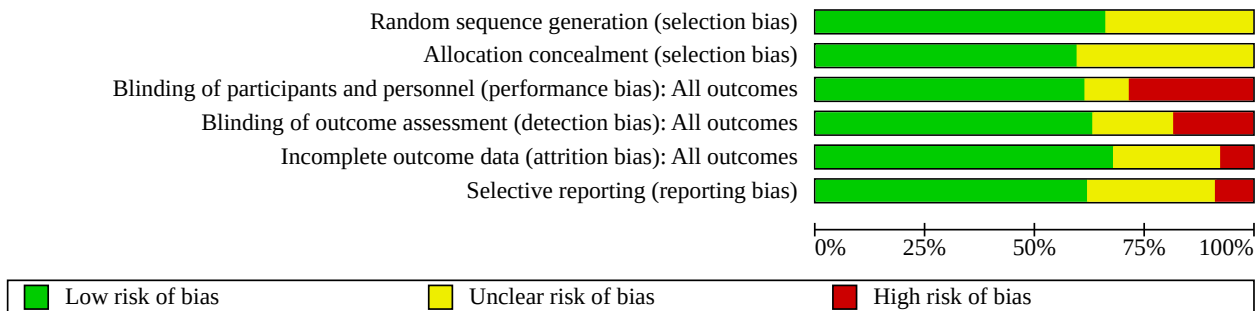 Random sequence generation (selection bias)
Allocation concealment (selection bias)
Blinding of participants and personnel (performance bias): All outcomes
Blinding of outcome assessment (detection bias): All outcomes
Incomplete outcome data (attrition bias): All outcomes
Selective reporting (reporting bias)
0% 25% 50% 75% 100%
Low risk of bias Unclear risk of bias High risk of bias